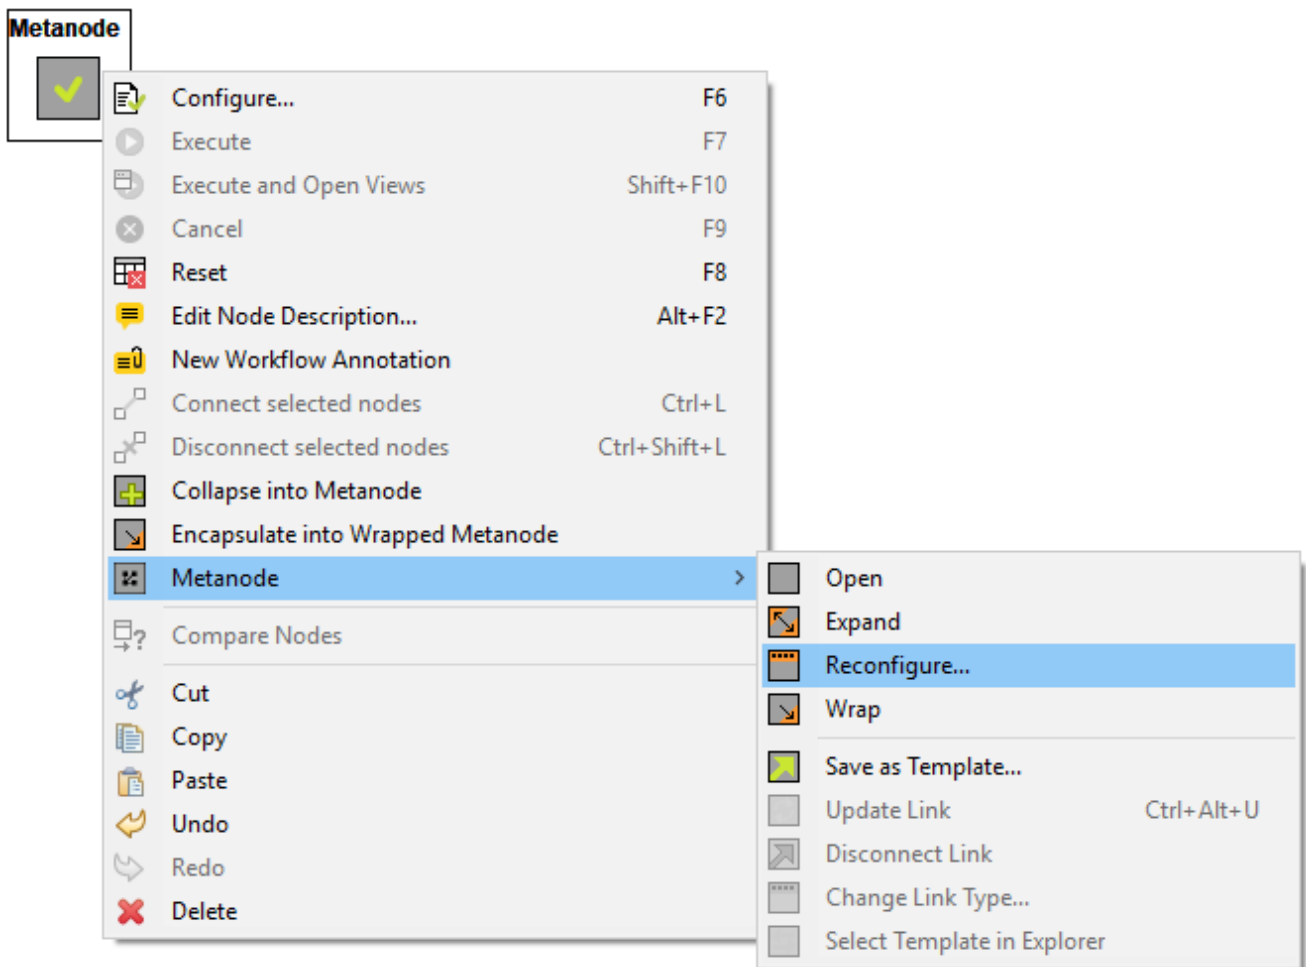 Metanode
Configure... F6
Execute F7
Execute and Open Views Shift+F10
Cancel F9
Reset F8
Edit Node Description... Alt+F2
New Workflow Annotation
Connect selected nodes Ctrl+L
Disconnect selected nodes Ctrl+Shift+L
Collapse into Metanode
Encapsulate into Wrapped Metanode
Metanode
Compare Nodes
Cut
Copy
Paste
Undo
Redo
Delete
Open
Expand
Reconfigure...
Wrap
Save as Template...
Update Link Ctrl+Alt+U
Disconnect Link
Change Link Type...
Select Template in Explorer